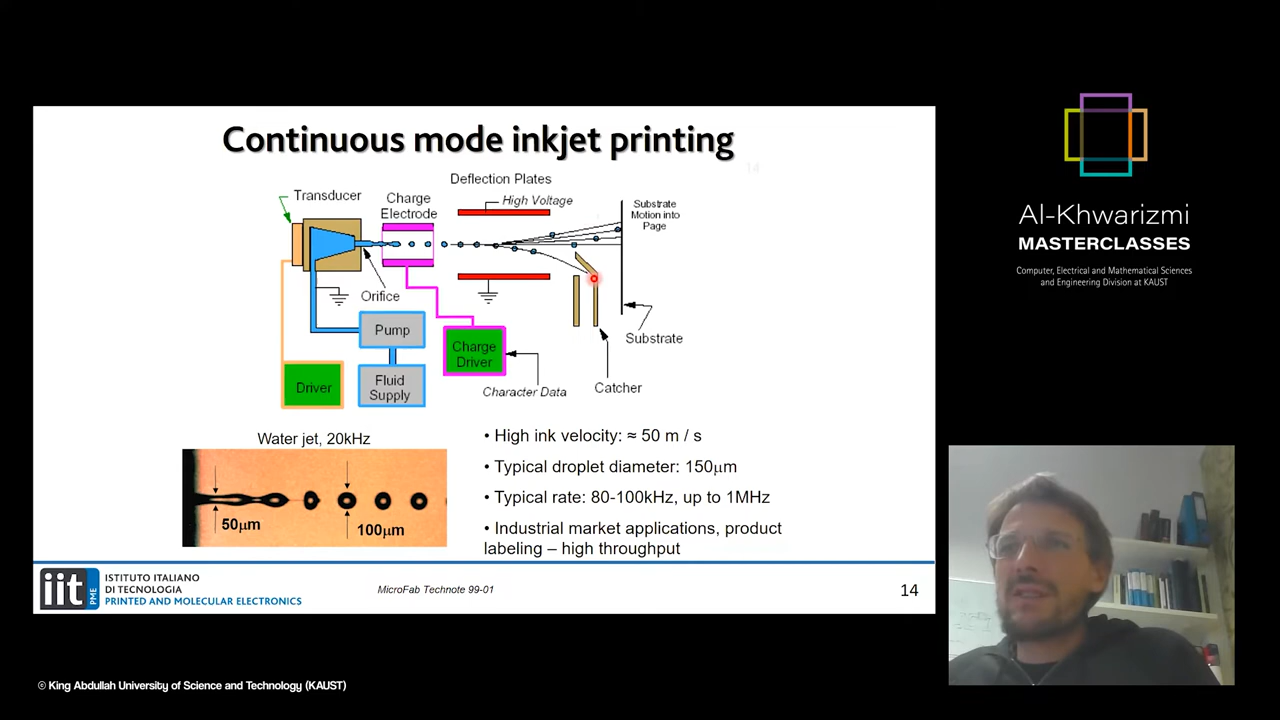 Continuous mode inkjet printing
14
Deflection Plates
Transducer
Charge
Electrode
High Voltage
Substrate
Motion into
Page
Orifice
Pump
Charge
Driver
Substrate
Driver
Fluid
Supply
Character Data
Catcher
Water jet, 20kHz
50µm
100µm
• High ink velocity: ≈ 50 m / s
• Typical droplet diameter: 150µm
• Typical rate: 80-100kHz, up to 1MHz
• Industrial market applications, product
labeling – high throughput
iit
PME
ISTITUTO ITALIANO
DI TECNOLOGIA
PRINTED AND MOLECULAR ELECTRONICS
MicroFab Technote 99-01
14
Al-Khwarizmi
MASTERCLASSES
Computer, Electrical and Mathematical Sciences
and Engineering Division at KAUST
© King Abdullah University of Science and Technology (KAUST)